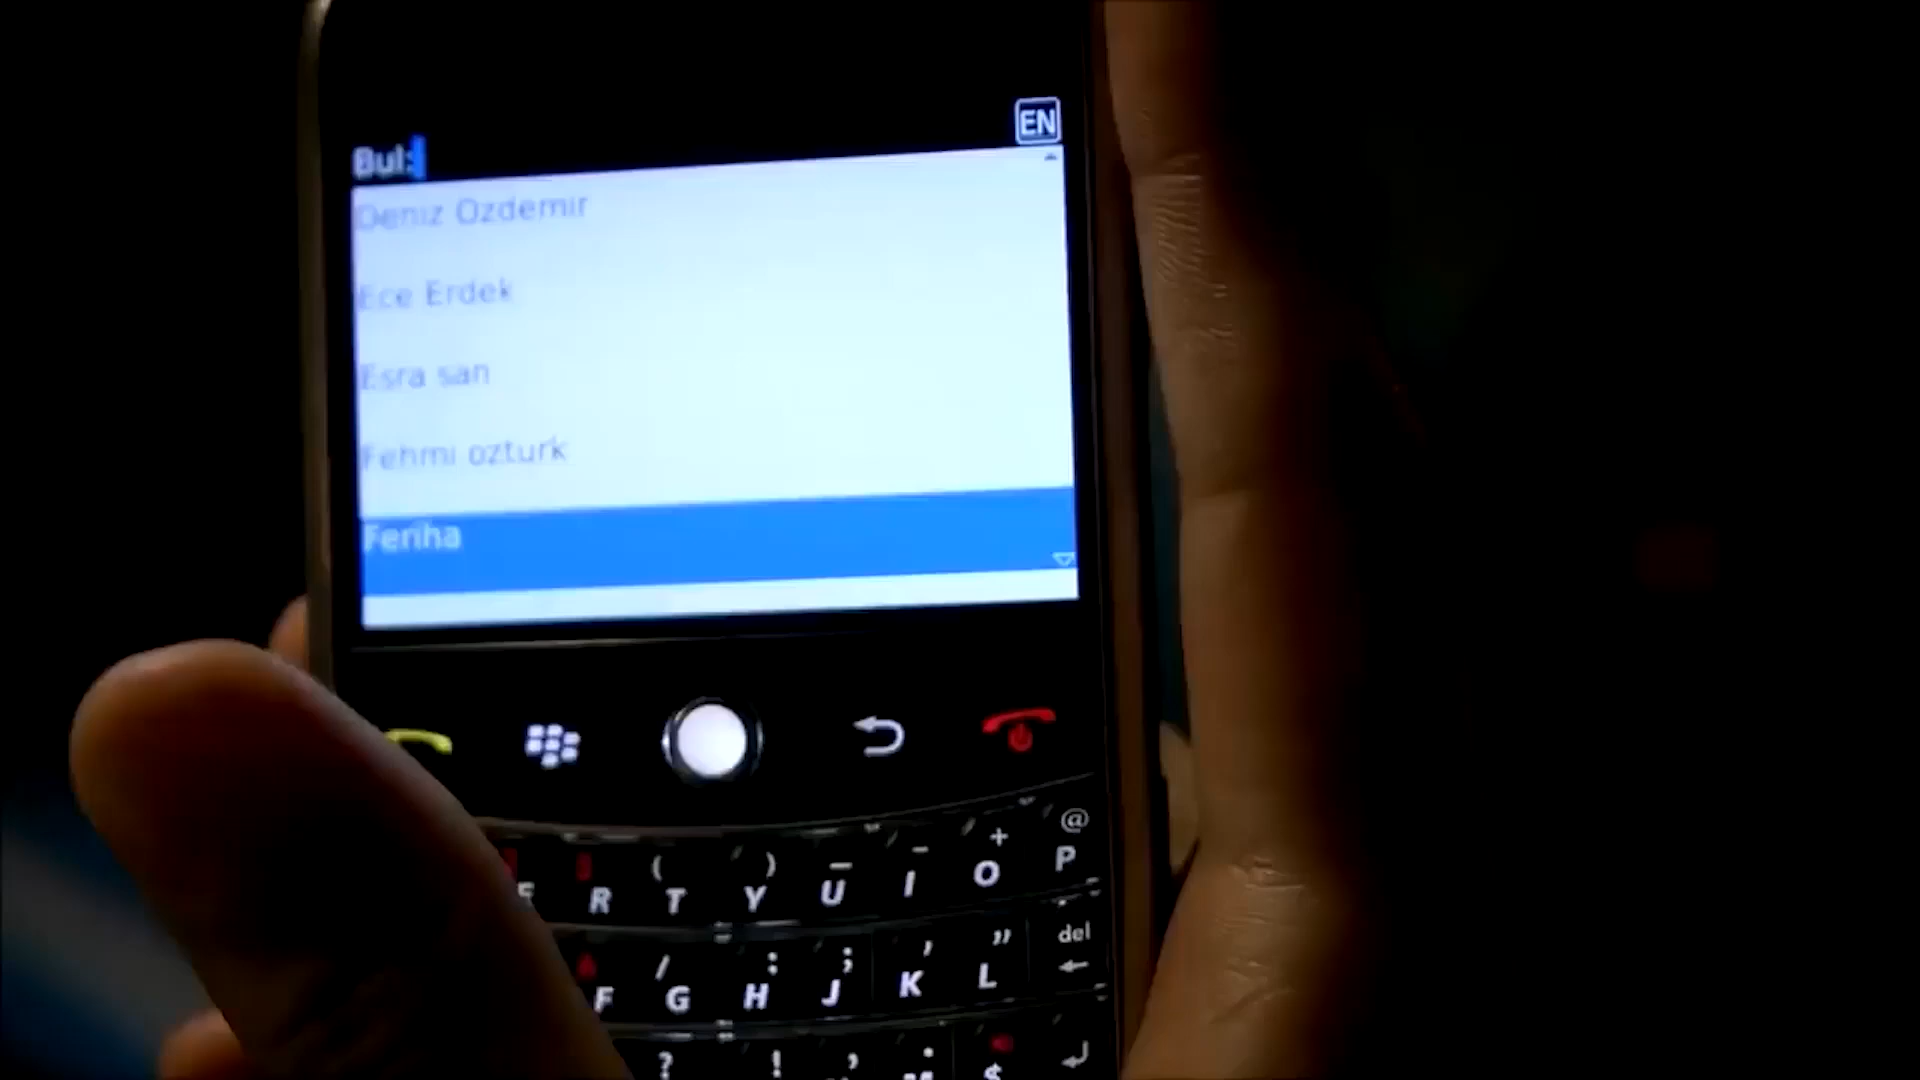 EN
Bul:
Deniz Ozdemir
Ece Erdek
Esra san
Fehmi ozturk
Feriha
@
( ) _ - +
R T Y U I O P
/ : ; ' " del
F G H J K L
? ! , . $